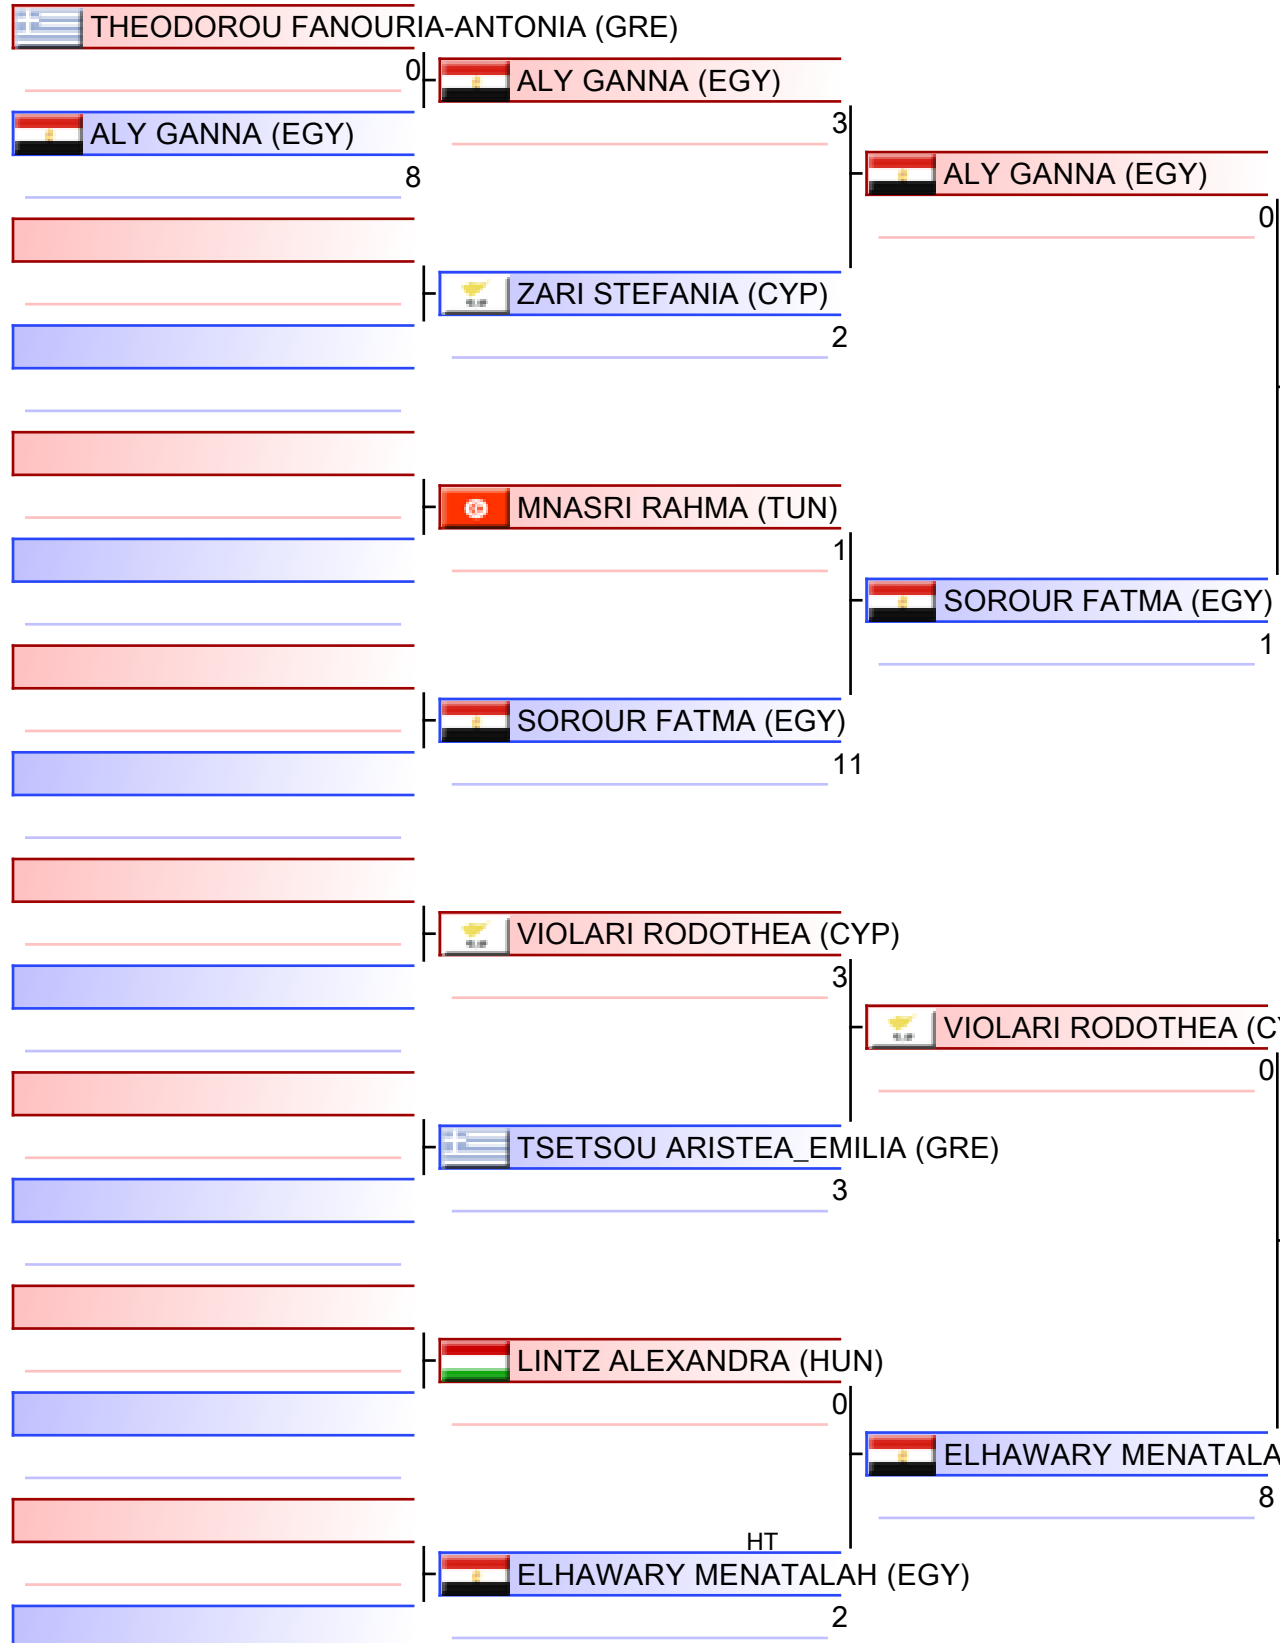 THEODOROU FANOURIA-ANTONIA (GRE)
0
ALY GANNA (EGY)
3
ALY GANNA (EGY)
8
ALY GANNA (EGY)
0
ZARI STEFANIA (CYP)
2
MNASRI RAHMA (TUN)
1
SOROUR FATMA (EGY)
1
SOROUR FATMA (EGY)
11
VIOLARI RODOTHEA (CYP)
3
VIOLARI RODOTHEA (CY
0
TSETSOU ARISTEA_EMILIA (GRE)
3
LINTZ ALEXANDRA (HUN)
0
ELHAWARY MENATALA
8
HT
ELHAWARY MENATALAH (EGY)
2